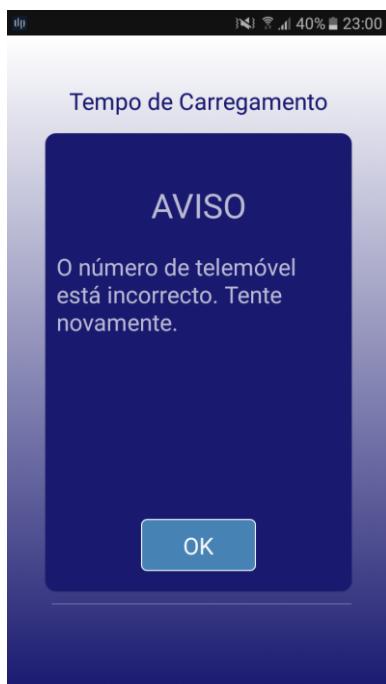 40% 23:00
Tempo de Carregamento
AVISO
O número de telemóvel
está incorrecto. Tente
novamente.
OK